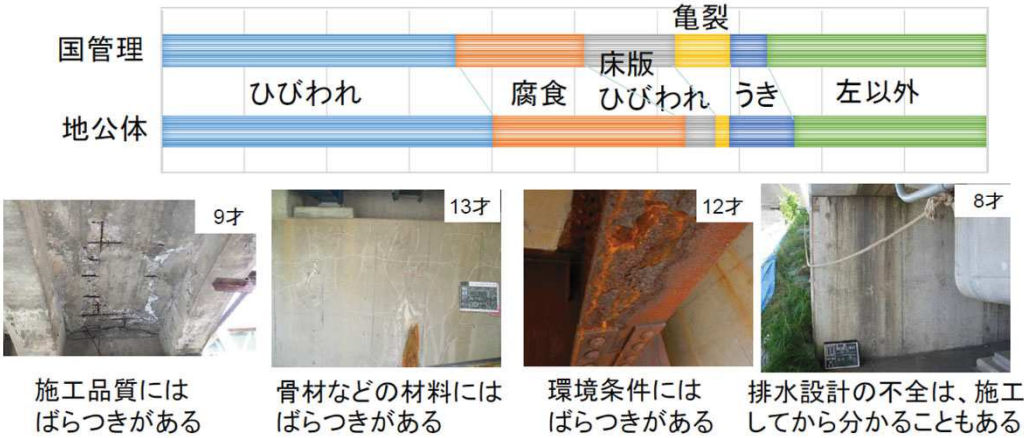 亀裂
国管理
床版
ひびわれ 腐食 ひびわれ うき 左以外
地公体
9才 13才 12才 8才
施工品質には
ばらつきがある
骨材などの材料には
ばらつきがある
環境条件には
ばらつきがある
排水設計の不全は、施工
してから分かることもある